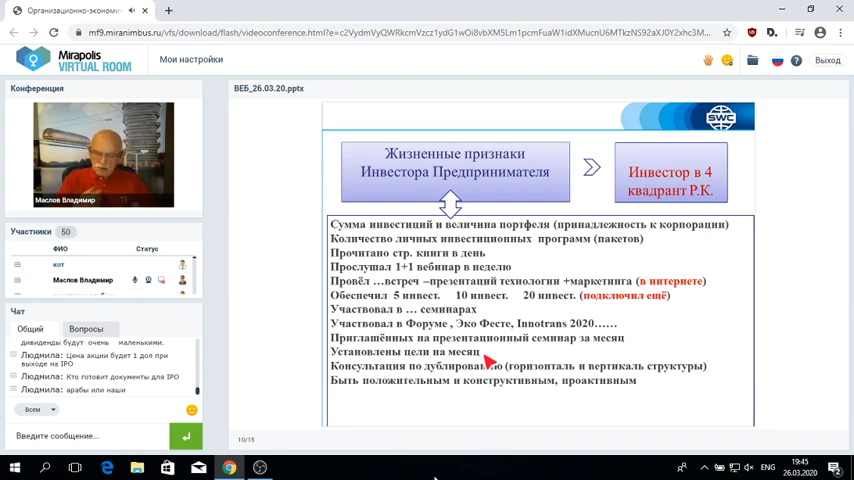 Организационно-экономи
mf9.miranimbus.ru/vfs/download/flash/videoconference.html?e=c2VydmVyQWRkcmVzcz1ydG1wOi8vbXM5Lm1pcmFuaW1idXMucnU6MTkzNS92aXJ0Y2xhc3M...
Mirapolis
VIRTUAL ROOM
Мои настройки
Выход
Конференция
Маслов Владимир
Участники 50
ФИО Статус
кот
Маслов Владимир
Чат
Общий Вопросы
дивиденды будут очень маленькими.
Людмила: Цена акции будет 1 дол при
выходе на IPO
Людмила: Кто готовит документы для IPO
Людмила: арабы или наши
Всем
Введите сообщение...
ВЕБ_26.03.20.pptx
SWC
Жизненные признаки
Инвестора Предпринимателя
Инвестор в 4
квадрант Р.К.
Сумма инвестиций и величина портфеля (принадлежность к корпорации)
Количество личных инвестиционных программ (пакетов)
Прочитано стр. книги в день
Прослушал 1+1 вебинар в неделю
Провёл ...встреч –презентаций технологии +маркетинга (в интернете)
Обеспечил 5 инвест. 10 инвест. 20 инвест. (подключил ещё)
Участвовал в ... семинарах
Участвовал в Форуме , Эко Фесте, Innotrans 2020......
Приглашённых на презентационный семинар за месяц
Установлены цели на месяц
Консультация по дублированию (горизонталь и вертикаль структуры)
Быть положительным и конструктивным, проактивным
10/15
ENG
19:45
26.03.2020
2